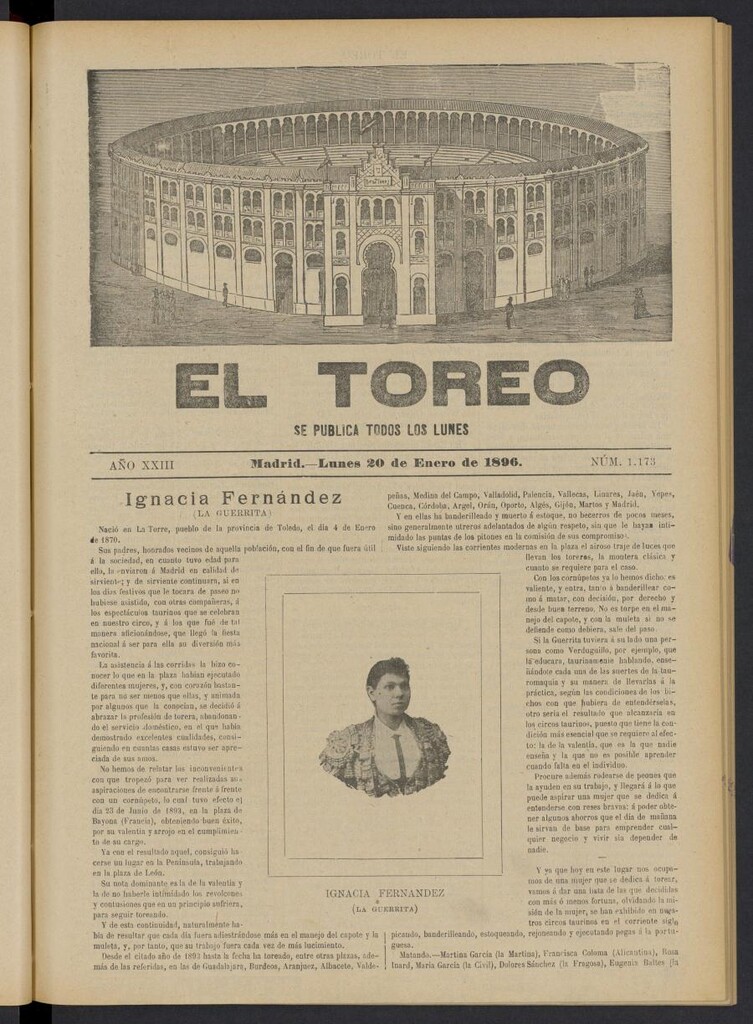 EL TOREO
SE PUBLICA TODOS LOS LUNES
AÑO XXIII
Madrid.—Lunes 20 de Enero de 1896.
NÚM. 1.173
Ignacia Fernández
(LA GUERRITA)
Nació en La Torre, pueblo de la provincia de Toledo, el día 4 de Enero
de 1870.
Sus padres, honrados vecinos de aquella población, con el fin de que fuera útil
á la sociedad, en cuanto tuvo edad para
ello, la enviaron á Madrid en calidad de
sirviente; y de sirviente continuara, si en
los días festivos que le tocara de paseo no
hubiese asistido, con otras compañeras, á
los espectáculos taurinos que se celebran
en nuestro circo, y á los que fué de tal
manera aficionándose, que llegó la fiesta
nacional á ser para ella su diversión más
favorita.
La asistencia á las corridas la hizo co-
nocer lo que en la plaza habían ejecutado
diferentes mujeres, y, con corazón bastan-
te para no ser menos que ellas, y animada
por algunos que la conocían, se decidió á
abrazar la profesión de torera, abandonan-
do el servicio doméstico, en el que había
demostrado excelentes cualidades, consi-
guiendo en cuantas casas estuvo ser apre-
ciada de sus amos.
No hemos de relatar los inconvenientes
con que tropezó para ver realizadas sus
aspiraciones de encontrarse frente á frente
con un cornúpeto, lo cual tuvo efecto el
día 23 de Junio de 1893, en la plaza de
Bayona (Francia), obteniendo buen éxito,
por su valentía y arrojo en el cumplimien-
to de su cargo.
Ya con el resultado aquel, consiguió ha-
cerse un lugar en la Península, trabajando
en la plaza de León.
Su nota dominante es la de la valentía y
la de no haberle intimidado los revolcones
y contusiones que en un principio sufriera,
para seguir toreando.
Y de esta continuidad, naturalmente ha-
bía de resultar que cada día fuera adiestrándose más en el manejo del capote y la
muleta, y, por tanto, que su trabajo fuera cada vez de más lucimiento.
Desde el citado año de 1893 hasta la fecha ha toreado, entre otras plazas, ade-
más de las referidas, en las de Guadalajara, Burdeos, Aranjuez, Albacete, Valde-
IGNACIA FERNANDEZ
(LA GUERRITA)
peñas, Medina del Campo, Valladolid, Palencia, Vallecas, Linares, Jaén, Yepes,
Cuenca, Córdoba, Argel, Orán, Oporto, Algés, Gijón, Martos y Madrid.
Y en ellas ha banderilleado y muerto á estoque, no becerros de pocos meses,
sino generalmente utreros adelantados de algún respeto, sin que le hayan inti-
midado las puntas de los pitones en la comisión de sus compromisos.
Viste siguiendo las corrientes modernas en la plaza el airoso traje de luces que
llevan los toreros, la montera clásica y
cuanto se requiere para el caso.
Con los cornúpetos ya lo hemos dicho: es
valiente, y entra, tanto á banderillear co-
mo á matar, con decisión, por derecho y
desde buen terreno. No es torpe en el ma-
nejo del capote, y con la muleta si no se
defiende como debiera, sale del paso.
Si la Guerrita tuviera á su lado una per-
sona como Verduguillo, por ejemplo, que
la educara, taurinamente hablando, ense-
ñándole cada una de las suertes de la tau-
romaquia y su manera de llevarlas á la
práctica, según las condiciones de los bi-
chos con que hubiera de entendérselas,
otro sería el resultado que alcanzaría en
los circos taurinos, puesto que tiene la con-
dición más esencial que se requiere al efec-
to: la de la valentía, que es la que nadie
enseña y la que no es posible aprender
cuando falta en el individuo.
Procure además rodearse de peones que
la ayuden en su trabajo, y llegará á lo que
puede aspirar una mujer que se dedica á
entenderse con reses bravas: á poder obte-
ner algunos ahorros que el día de mañana
le sirvan de base para emprender cual-
quier negocio y vivir sin depender de
nadie.
—
Y ya que hoy en este lugar nos ocupa-
mos de una mujer que se dedica á torear,
vamos á dar una lista de las que decididas
con más ó menos fortuna, olvidando la mi-
sión de la mujer, se han exhibido en nues-
tros circos taurinos en el corriente siglo
picando, banderilleando, estoqueando, rejoneando y ejecutando pegas á la portu-
guesa.
Matando.—Martina García (la Martina), Francisca Coloma (Alicantina), Rosa
Inard, María García (la Civil), Dolores Sánchez (la Fragosa), Eugenia Baltes (la